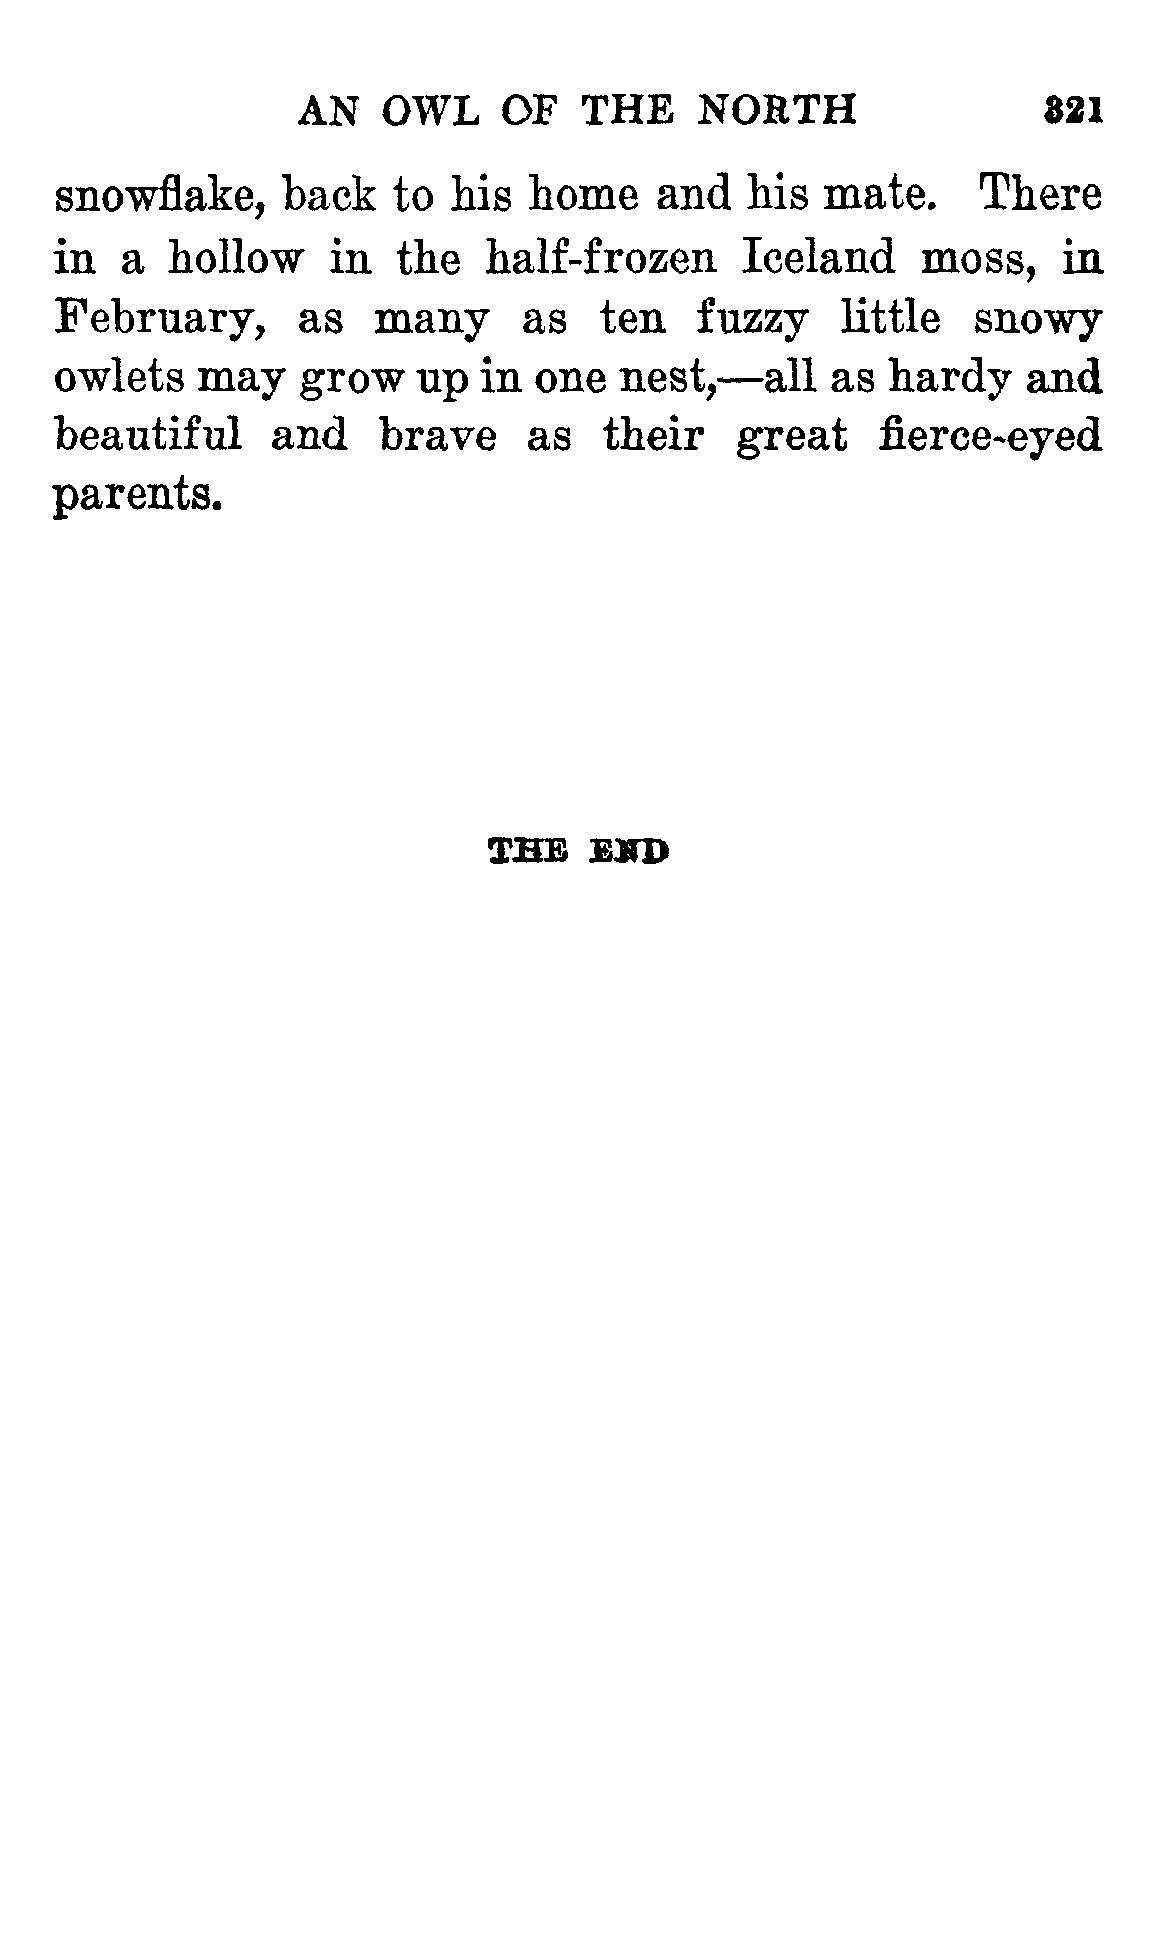 AN OWL OF THE NORTH 321
snowflake, back to his home and his mate. There
in a hollow in the half-frozen Iceland moss, in
February, as many as ten fuzzy little snowy
owlets may grow up in one nest,—all as hardy and
beautiful and brave as their great fierce-eyed
parents.
THE END